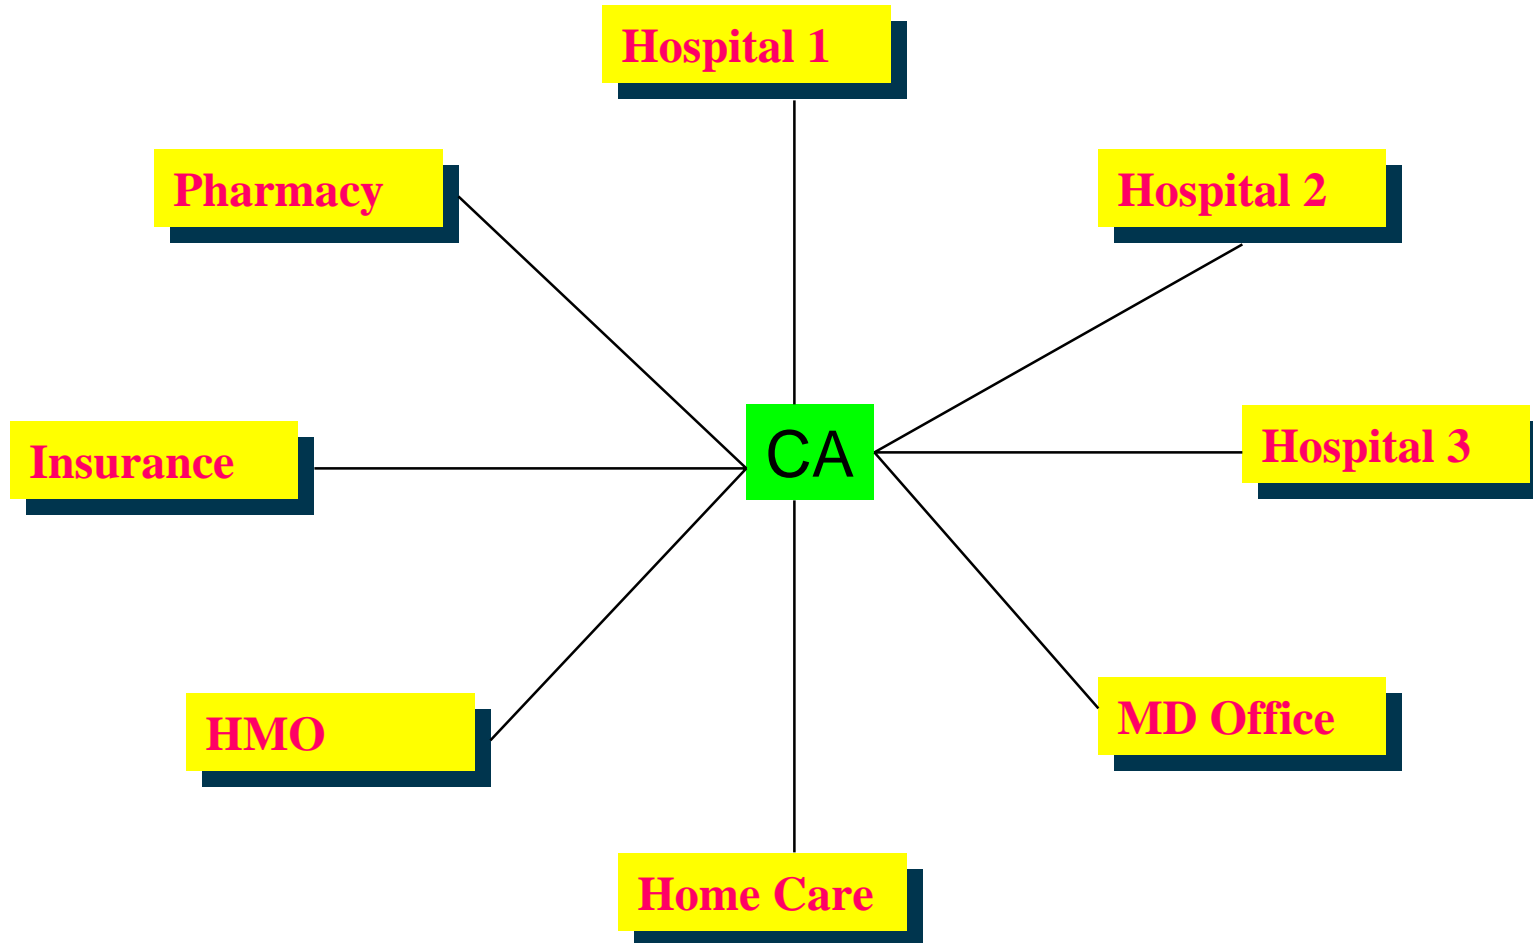 Hospital 1
Pharmacy
Hospital 2
Insurance
CA
Hospital 3
HMO
MD Office
Home Care